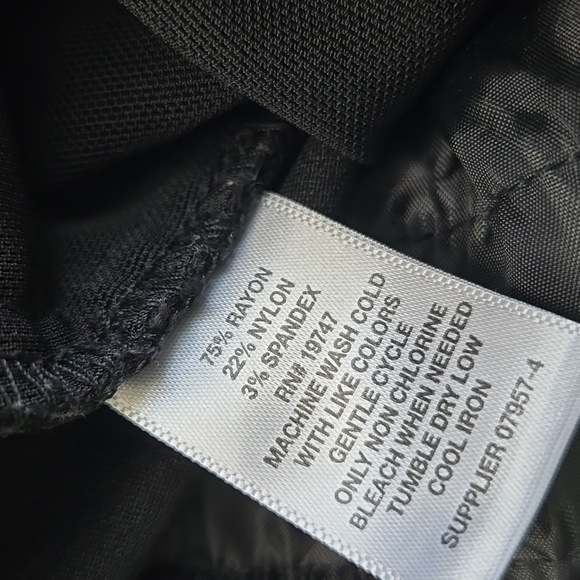 75% RAYON
22% NYLON
3% SPANDEX
RN# 19747
MACHINE WASH COLD
WITH LIKE COLORS
GENTLE CYCLE
ONLY NON CHLORINE
BLEACH WHEN NEEDED
TUMBLE DRY LOW
COOL IRON
SUPPLIER 07957-4